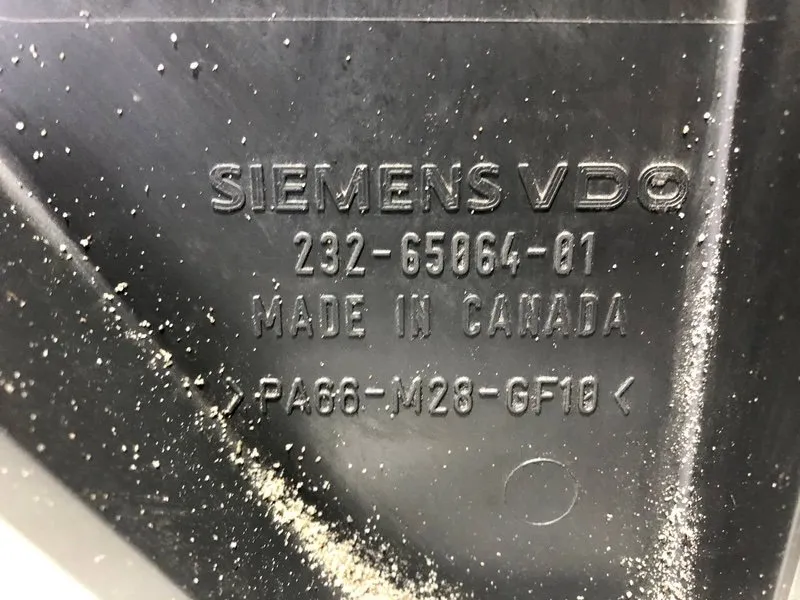 SIEMENS VDO
232-65064-01
MADE IN CANADA
>PA66-M28-GF10<